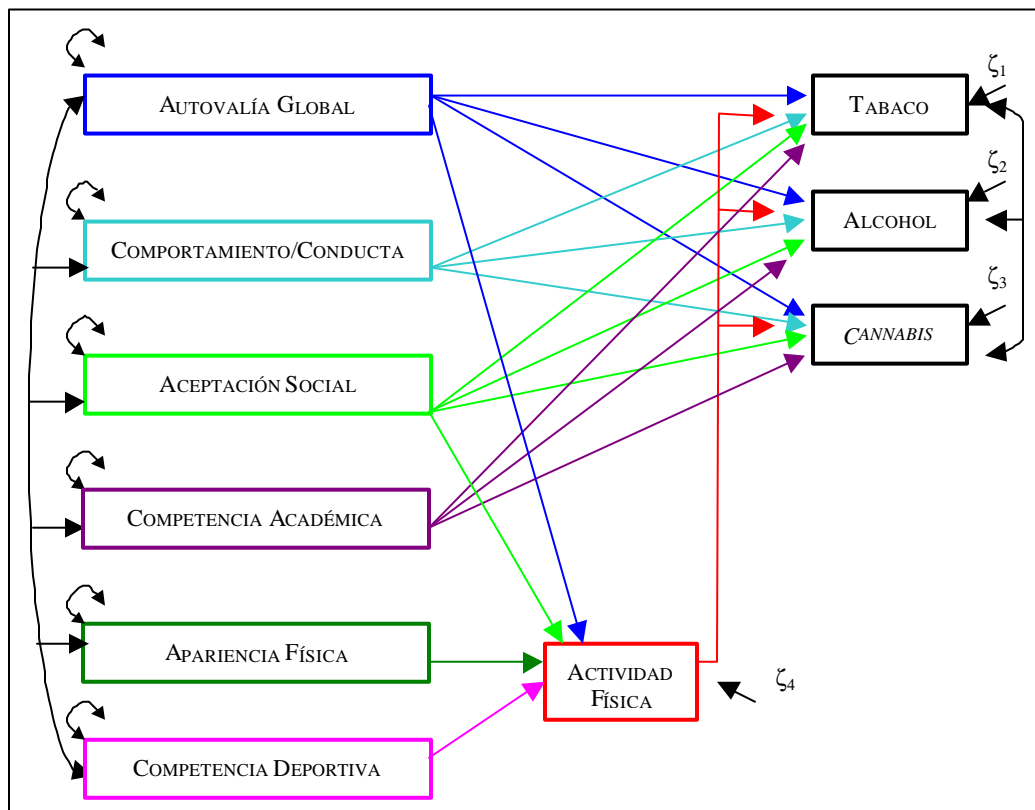 AUTOVALÍA GLOBAL
COMPORTAMIENTO/CONDUCTA
ACEPTACIÓN SOCIAL
COMPETENCIA ACADÉMICA
APARIENCIA FÍSICA
COMPETENCIA DEPORTIVA
ACTIVIDAD
FÍSICA
ζ4
ζ1
TABACO
ζ2
ALCOHOL
ζ3
CANNABIS